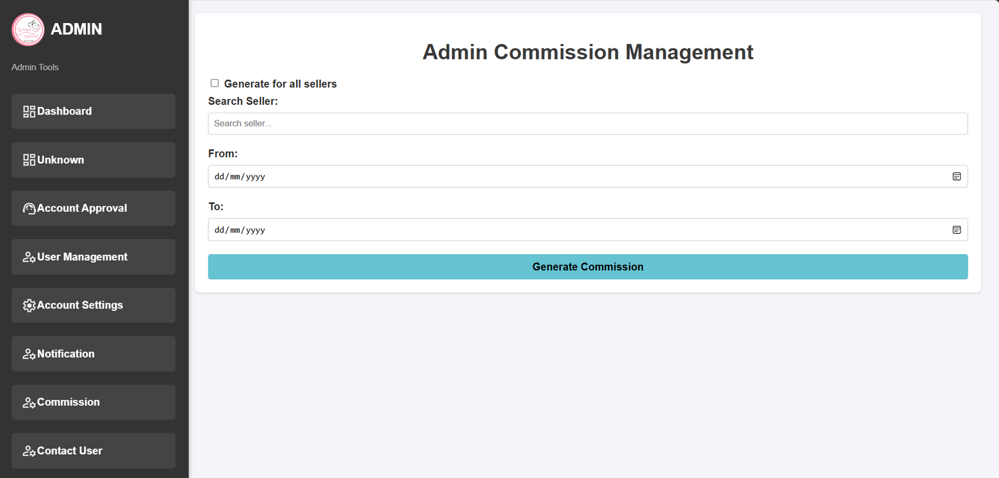 ADMIN
Admin Tools
Dashboard
Unknown
Account Approval
User Management
Account Settings
Notification
Commission
Contact User
Admin Commission Management
Generate for all sellers
Search Seller:
Search seller...
From:
dd/mm/yyyy
To:
dd/mm/yyyy
Generate Commission